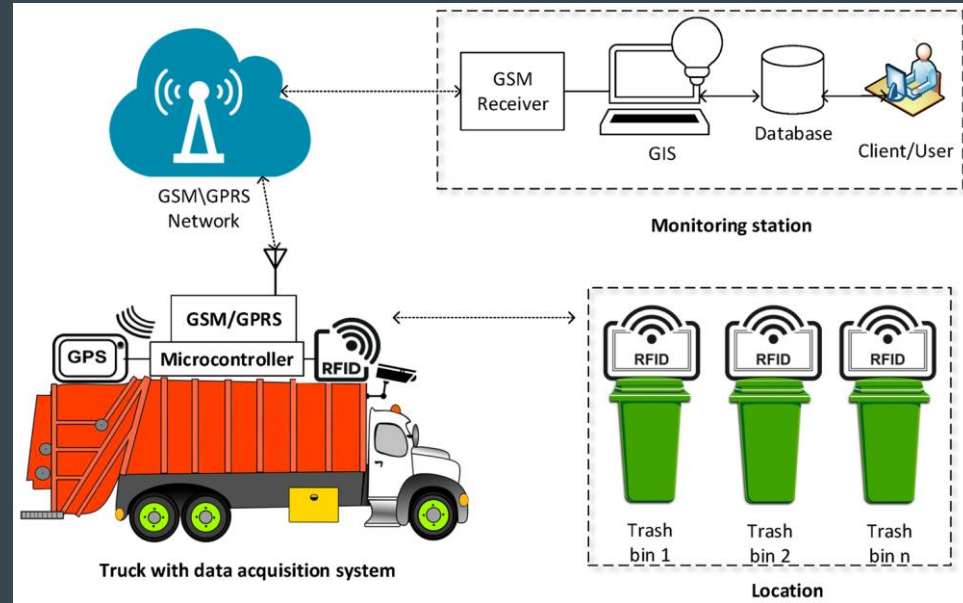 GSM
Receiver
GIS
Database
Client/User
Monitoring station
GSM\GPRS
Network
GSM/GPRS
GPS
Microcontroller
RFID
Truck with data acquisition system
RFID
RFID
RFID
Trash
bin 1
Trash
bin 2
Trash
bin n
Location